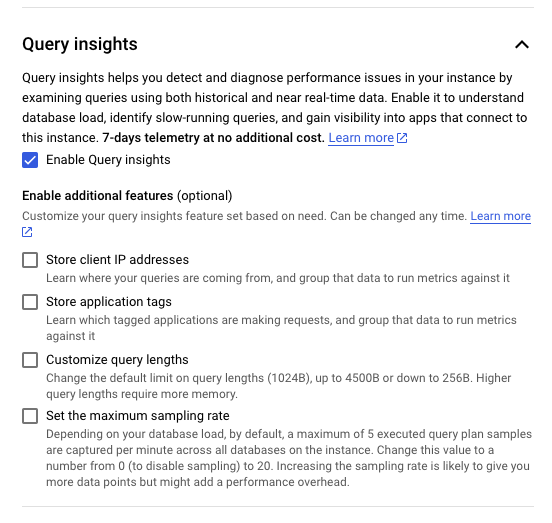 Query insights
Query insights helps you detect and diagnose performance issues in your instance by
examining queries using both historical and near real-time data. Enable it to understand
database load, identify slow-running queries, and gain visibility into apps that connect to
this instance. 7-days telemetry at no additional cost. Learn more
Enable Query insights
Enable additional features (optional)
Customize your query insights feature set based on need. Can be changed any time. Learn more
Store client IP addresses
Learn where your queries are coming from, and group that data to run metrics against it
Store application tags
Learn which tagged applications are making requests, and group that data to run metrics
against it
Customize query lengths
Change the default limit on query lengths (1024B), up to 4500B or down to 256B. Higher
query lengths require more memory.
Set the maximum sampling rate
Depending on your database load, by default, a maximum of 5 executed query plan samples
are captured per minute across all databases on the instance. Change this value to a
number from 0 (to disable sampling) to 20. Increasing the sampling rate is likely to give you
more data points but might add a performance overhead.